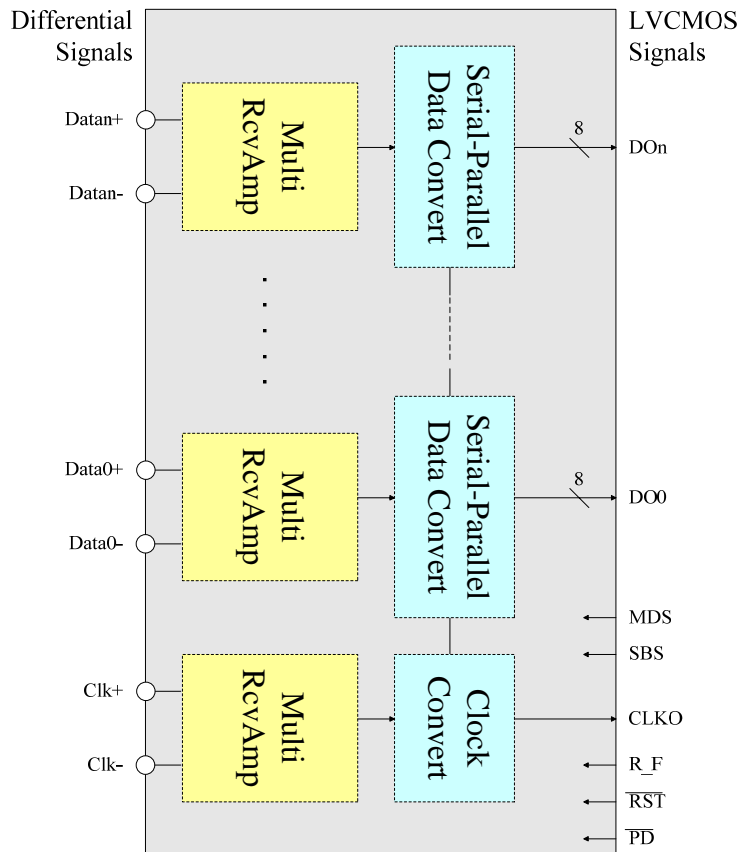 Differential
Signals
LVCMOS
Signals
Datan+
Datan-
Multi
RcvAmp
Serial-Parallel
Data Convert
8
DOn
Data0+
Data0-
Multi
RcvAmp
Serial-Parallel
Data Convert
8
DO0
MDS
SBS
Clk+
Clk-
Multi
RcvAmp
Clock
Convert
CLKO
R_F
RST
PD